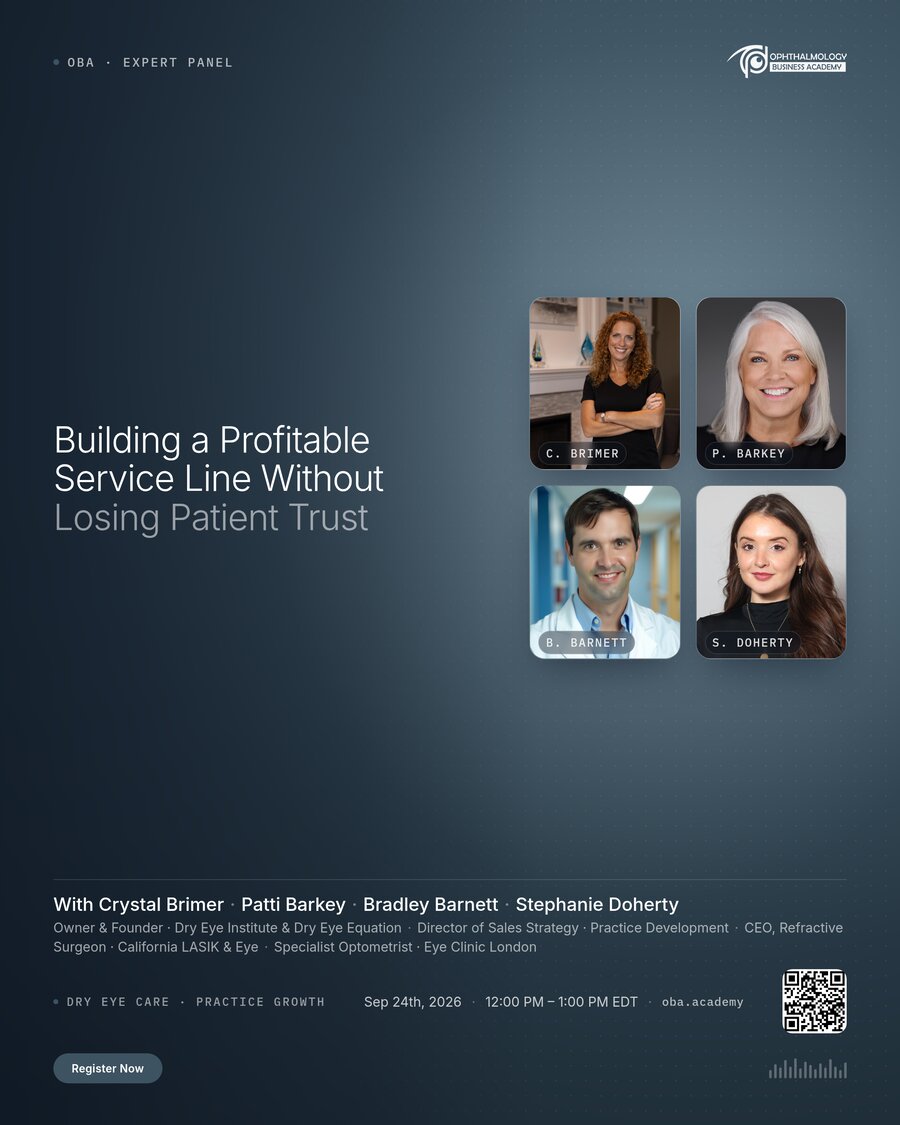 OBA · EXPERT PANEL
OPHTHALMOLOGY
BUSINESS ACADEMY
C. BRIMER
P. BARKEY
Building a Profitable
Service Line Without
Losing Patient Trust
B. BARNETT
S. DOHERTY
With Crystal Brimer · Patti Barkey · Bradley Barnett · Stephanie Doherty
Owner & Founder · Dry Eye Institute & Dry Eye Equation · Director of Sales Strategy · Practice Development · CEO, Refractive
Surgeon · California LASIK & Eye · Specialist Optometrist · Eye Clinic London
DRY EYE CARE · PRACTICE GROWTH
Sep 24th, 2026 · 12:00 PM – 1:00 PM EDT · oba.academy
Register Now